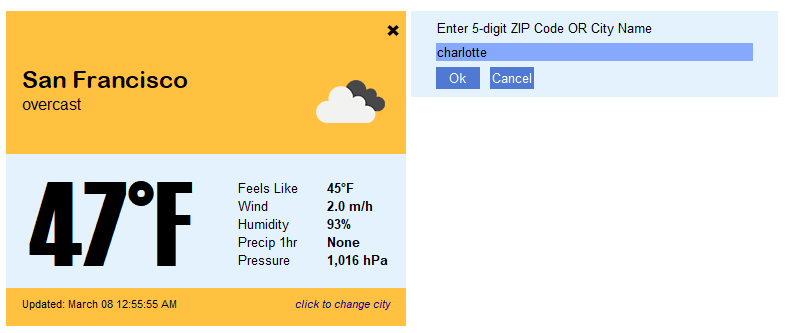 ✖
San Francisco
overcast
47°F
Feels Like 45°F
Wind 2.0 m/h
Humidity 93%
Precip 1hr None
Pressure 1,016 hPa
Updated: March 08 12:55:55 AM click to change city
Enter 5-digit ZIP Code OR City Name
charlotte
Ok Cancel